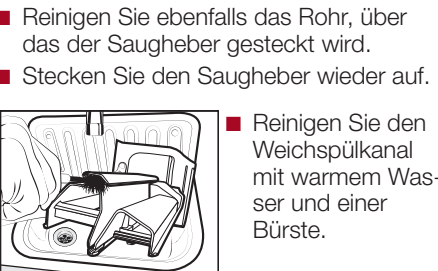 ■ Reinigen Sie ebenfalls das Rohr, über
das der Saugheber gesteckt wird.
■ Stecken Sie den Saugheber wieder auf.
■ Reinigen Sie den
Weichspülkanal
mit warmem Was-
ser und einer
Bürste.